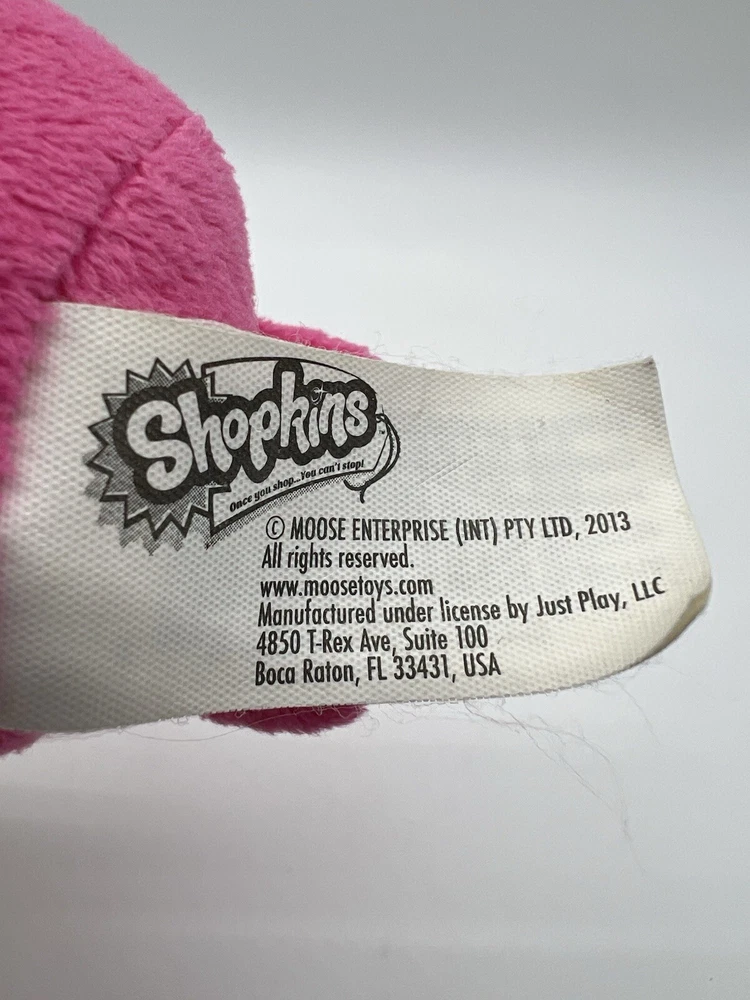 Shopkins
Once you shop...You can't stop!
© MOOSE ENTERPRISE (INT) PTY LTD, 2013
All rights reserved.
www.moosetoys.com
Manufactured under license by Just Play, LLC
4850 T-Rex Ave, Suite 100
Boca Raton, FL 33431, USA